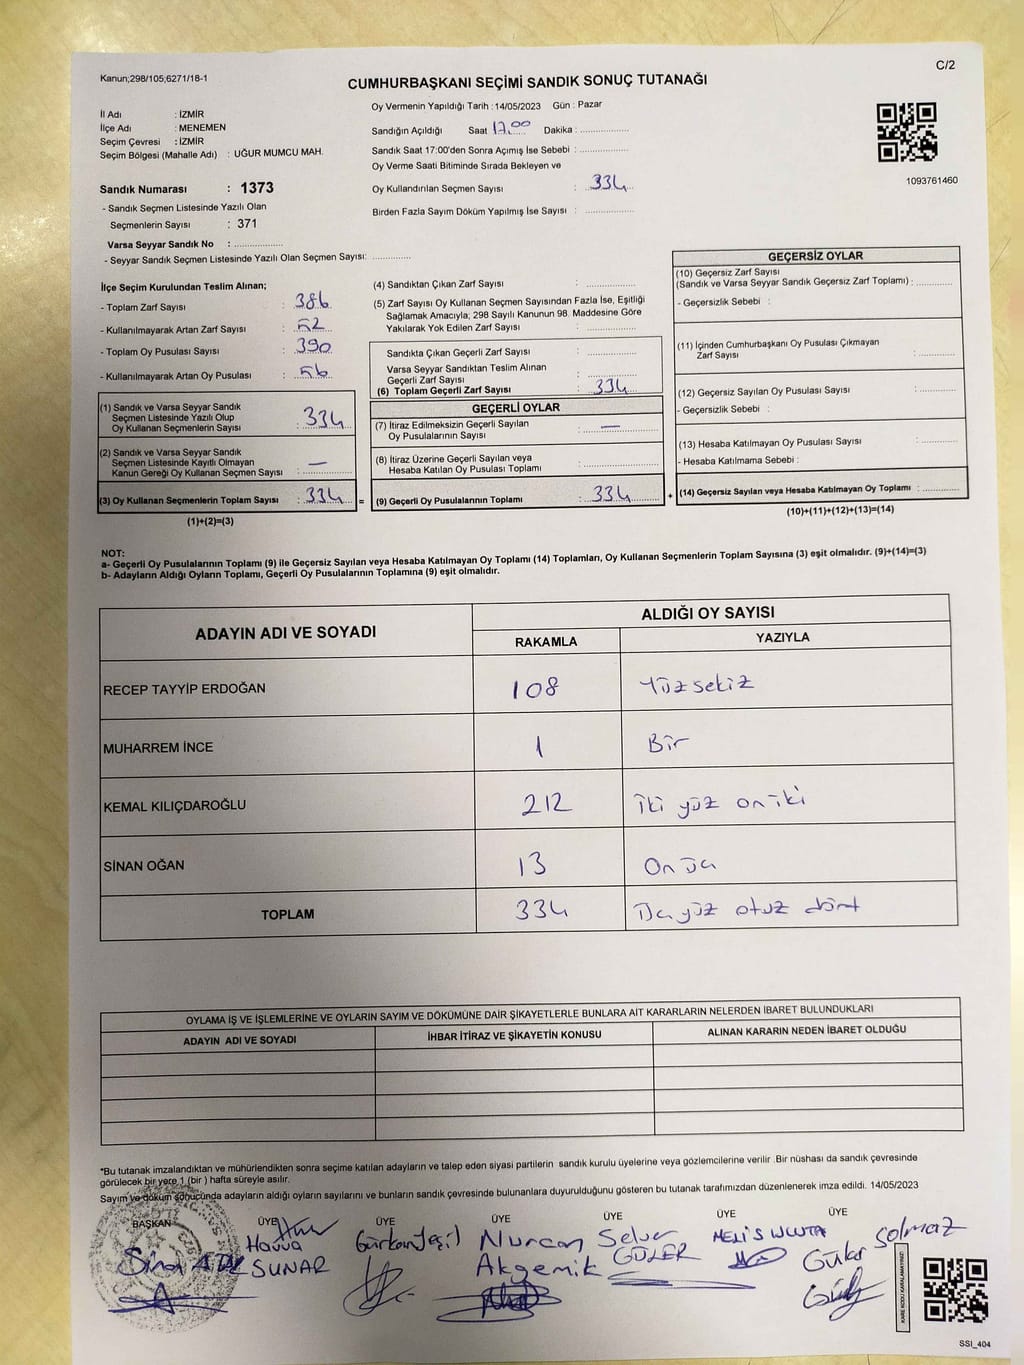 Kanun;298/105;6271/18-1
C/2
CUMHURBAŞKANI SEÇİMİ SANDIK SONUÇ TUTANAĞI
İl Adı : İZMİR
İlçe Adı : MENEMEN
Seçim Çevresi : İZMİR
Seçim Bölgesi (Mahalle Adı) : UĞUR MUMCU MAH.
Sandık Numarası : 1373
- Sandık Seçmen Listesinde Yazılı Olan
Seçmenlerin Sayısı : 371
Varsa Seyyar Sandık No : ..................
- Seyyar Sandık Seçmen Listesinde Yazılı Olan Seçmen Sayısı: ..............
Oy Vermenin Yapıldığı Tarih : 14/05/2023 Gün : Pazar
Sandığın Açıldığı Saat 17.00 Dakika : ..................
Sandık Saat 17:00'den Sonra Açımış İse Sebebi : ..................
Oy Verme Saati Bitiminde Sırada Bekleyen ve
Oy Kullandırılan Seçmen Sayısı : 334
Birden Fazla Sayım Döküm Yapılmış İse Sayısı : ..................
1093761460
İlçe Seçim Kurulundan Teslim Alınan;
- Toplam Zarf Sayısı : 386
- Kullanılmayarak Artan Zarf Sayısı : 52
- Toplam Oy Pusulası Sayısı : 390
- Kullanılmayarak Artan Oy Pusulası : 56
(1) Sandık ve Varsa Seyyar Sandık
Seçmen Listesinde Yazılı Olup
Oy Kullanan Seçmenlerin Sayısı : 334
(2) Sandık ve Varsa Seyyar Sandık
Seçmen Listesinde Kayıtlı Olmayan
Kanun Gereği Oy Kullanan Seçmen Sayısı : —
(3) Oy Kullanan Seçmenlerin Toplam Sayısı : 334 =
(1)+(2)=(3)
(4) Sandıktan Çıkan Zarf Sayısı : ..................
(5) Zarf Sayısı Oy Kullanan Seçmen Sayısından Fazla İse, Eşitliği
Sağlamak Amacıyla; 298 Sayılı Kanunun 98. Maddesine Göre
Yakılarak Yok Edilen Zarf Sayısı : ..................
Sandıkta Çıkan Geçerli Zarf Sayısı : ..................
Varsa Seyyar Sandıktan Teslim Alınan
Geçerli Zarf Sayısı : ..................
(6) Toplam Geçerli Zarf Sayısı : 334
GEÇERLİ OYLAR
(7) İtiraz Edilmeksizin Geçerli Sayılan
Oy Pusulalarının Sayısı : —
(8) İtiraz Üzerine Geçerli Sayılan veya
Hesaba Katılan Oy Pusulası Toplamı : ..................
(9) Geçerli Oy Pusulalarının Toplamı : 334 +
GEÇERSİZ OYLAR
(10) Geçersiz Zarf Sayısı
(Sandık ve Varsa Seyyar Sandık Geçersiz Zarf Toplamı) : ..............
- Geçersizlik Sebebi :
(11) İçinden Cumhurbaşkanı Oy Pusulası Çıkmayan
Zarf Sayısı : ..............
(12) Geçersiz Sayılan Oy Pusulası Sayısı : ..............
- Geçersizlik Sebebi :
(13) Hesaba Katılmayan Oy Pusulası Sayısı : ..............
- Hesaba Katılmama Sebebi :
(14) Geçersiz Sayılan veya Hesaba Katılmayan Oy Toplamı : ..............
(10)+(11)+(12)+(13)=(14)
NOT:
a- Geçerli Oy Pusulalarının Toplamı (9) ile Geçersiz Sayılan veya Hesaba Katılmayan Oy Toplamı (14) Toplamları, Oy Kullanan Seçmenlerin Toplam Sayısına (3) eşit olmalıdır. (9)+(14)=(3)
b- Adayların Aldığı Oyların Toplamı, Geçerli Oy Pusulalarının Toplamına (9) eşit olmalıdır.
ADAYIN ADI VE SOYADI ALDIĞI OY SAYISI
RAKAMLA YAZIYLA
RECEP TAYYİP ERDOĞAN 108 Yüzsekiz
MUHARREM İNCE 1 Bir
KEMAL KILIÇDAROĞLU 212 iki yüz oniki
SİNAN OĞAN 13 Onüç
TOPLAM 334 Üçyüz otuz dört
OYLAMA İŞ VE İŞLEMLERİNE VE OYLARIN SAYIM VE DÖKÜMÜNE DAİR ŞİKAYETLERLE BUNLARA AİT KARARLARIN NELERDEN İBARET BULUNDUKLARI
ADAYIN ADI VE SOYADI İHBAR İTİRAZ VE ŞİKAYETİN KONUSU ALINAN KARARIN NEDEN İBARET OLDUĞU
*Bu tutanak imzalandıktan ve mühürlendikten sonra seçime katılan adayların ve talep eden siyasi partilerin sandık kurulu üyelerine veya gözlemcilerine verilir .Bir nüshası da sandık çevresinde
görülecek bir yere 1 (bir ) hafta süreyle asılır.
Sayım ve döküm sonucunda adayların aldığı oyların sayılarını ve bunların sandık çevresinde bulunanlara duyurulduğunu gösteren bu tutanak tarafımızdan düzenlenerek imza edildi. 14/05/2023
BAŞKAN ÜYE ÜYE ÜYE ÜYE ÜYE ÜYE
Sinan Havva SUNAR Gürkan Yeşil Nurcan Akgemik Selver GÜLER MELİS ULUTA Güler Solmaz
KARE KODU KARALAMAYINIZ!
SSI_404